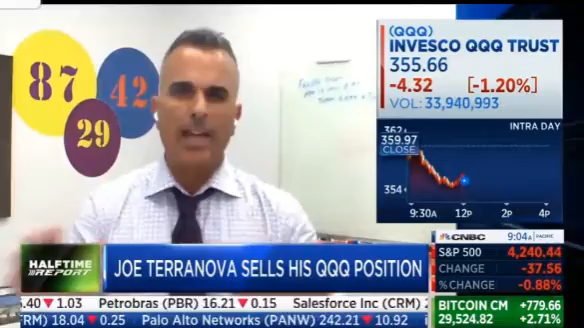 87
42
29
(QQQ)
INVESCO QQQ TRUST
355.66
-4.32 [-1.20%]
VOL: 33,940,993
INTRA DAY
362
359.97
CLOSE
354
9:30A 12P 2P 4P
HALFTIME
REPORT
JOE TERRANOVA SELLS HIS QQQ POSITION
CNBC 9:04A PACIFIC
S&P 500 4,240.44
CHANGE -37.56
% CHANGE -0.88%
BITCOIN CM +779.66
29,524.82 +2.71%
.40 ▼ 1.03 Petrobras (PBR) 16.21 ▼ 0.15 Salesforce Inc (CRM) 2
RM) 18.04 ▼ 0.25 Palo Alto Networks (PANW) 242.21 ▼ 10.92